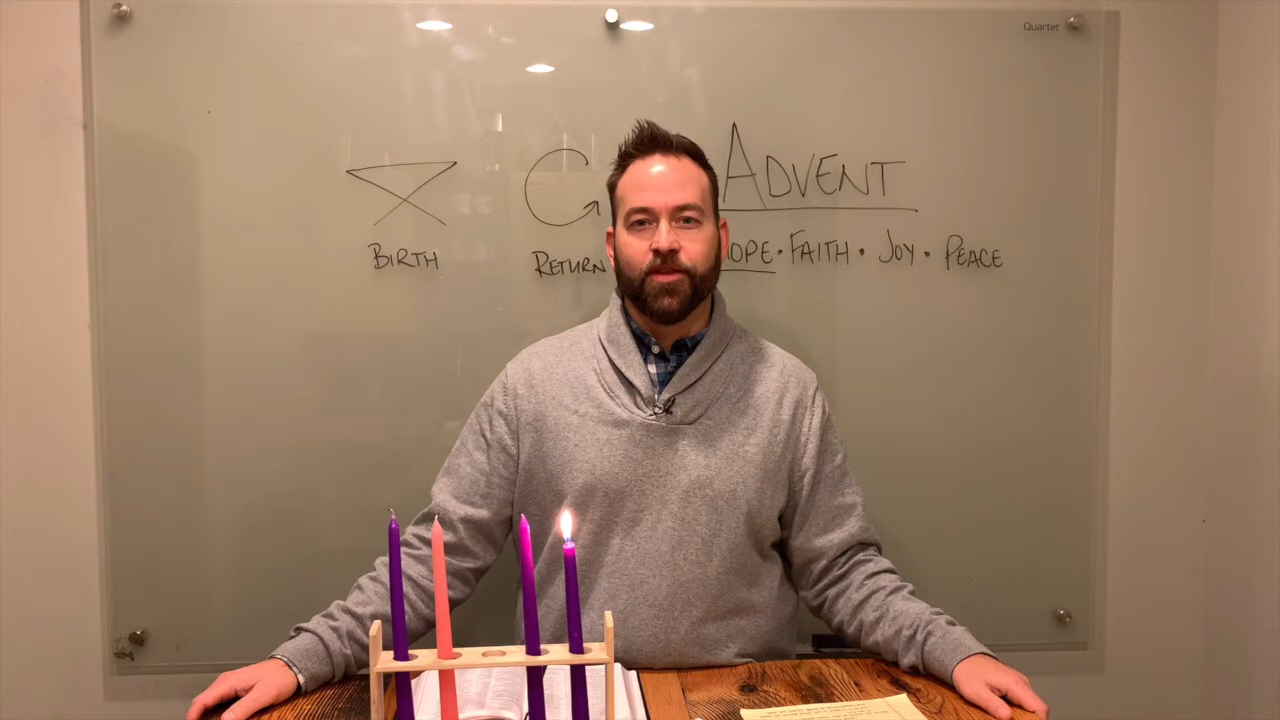 Quartet
ADVENT
BIRTH
RETURN
OPE • FAITH • JOY • PEACE